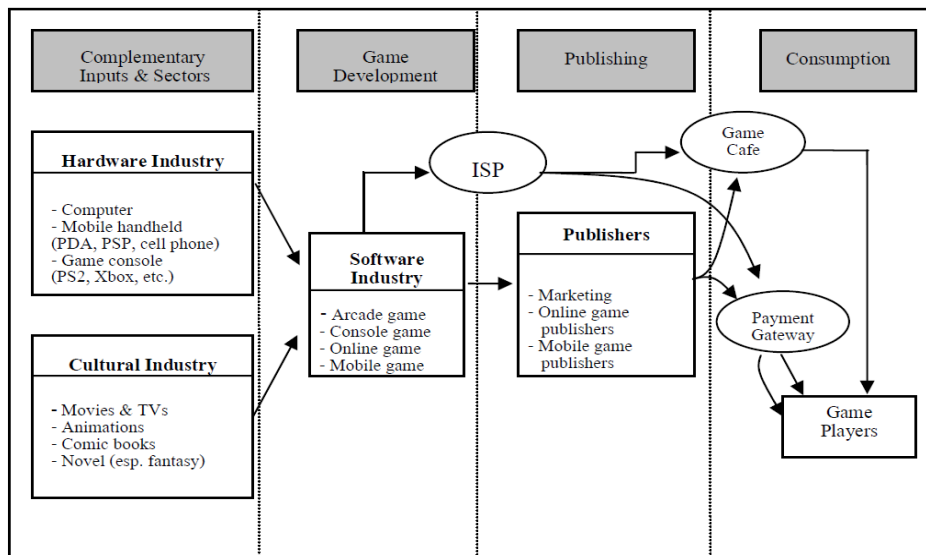 Complementary
Inputs & Sectors
Game
Development
Publishing
Consumption
Hardware Industry
- Computer
- Mobile handheld
(PDA, PSP, cell phone)
- Game console
(PS2, Xbox, etc.)
Cultural Industry
- Movies & TVs
- Animations
- Comic books
- Novel (esp. fantasy)
Software
Industry
- Arcade game
- Console game
- Online game
- Mobile game
ISP
Publishers
- Marketing
- Online game
publishers
- Mobile game
publishers
Game
Cafe
Payment
Gateway
Game
Players